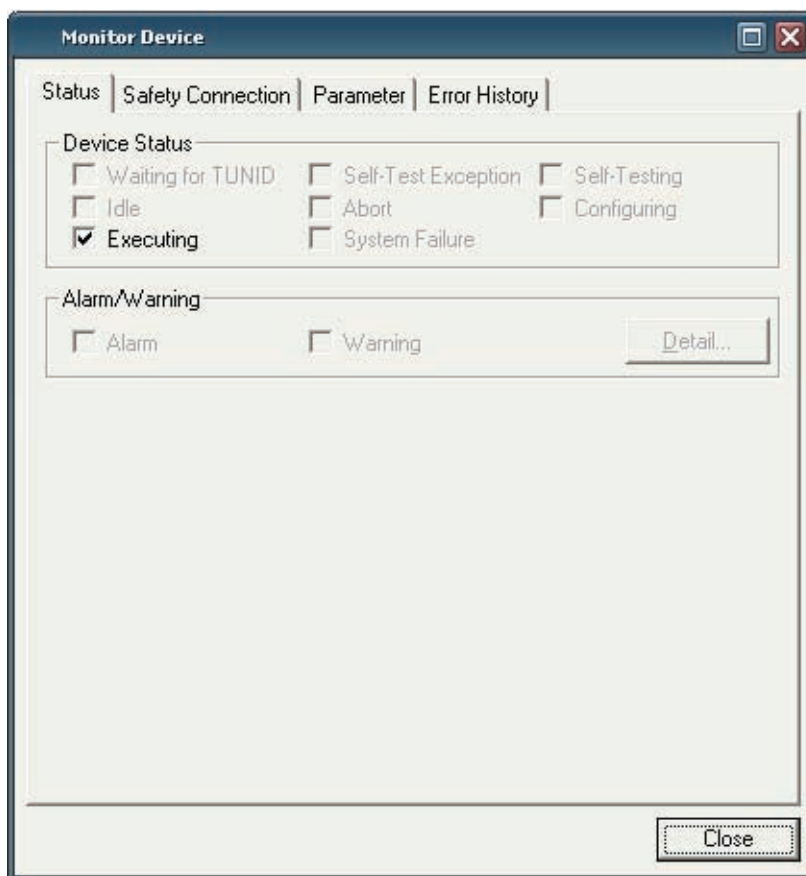 Monitor Device
Status Safety Connection Parameter Error History
Device Status
Waiting for TUNID Self-Test Exception Self-Testing
Idle Abort Configuring
Executing System Failure
Alarm/Warning
Alarm Warning Detail...
Close